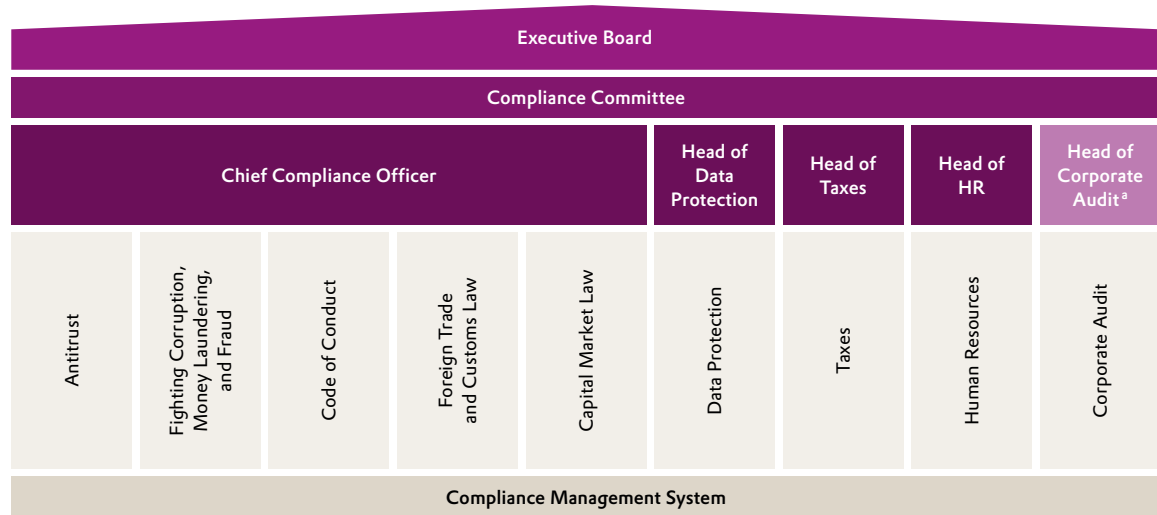 Executive Board
Compliance Committee
Chief Compliance Officer
Head of
Data
Protection
Head of
Taxes
Head of
HR
Head of
Corporate
Audit a
Antitrust
Fighting Corruption,
Money Laundering,
and Fraud
Code of Conduct
Foreign Trade
and Customs Law
Capital Market Law
Data Protection
Taxes
Human Resources
Corporate Audit
Compliance Management System